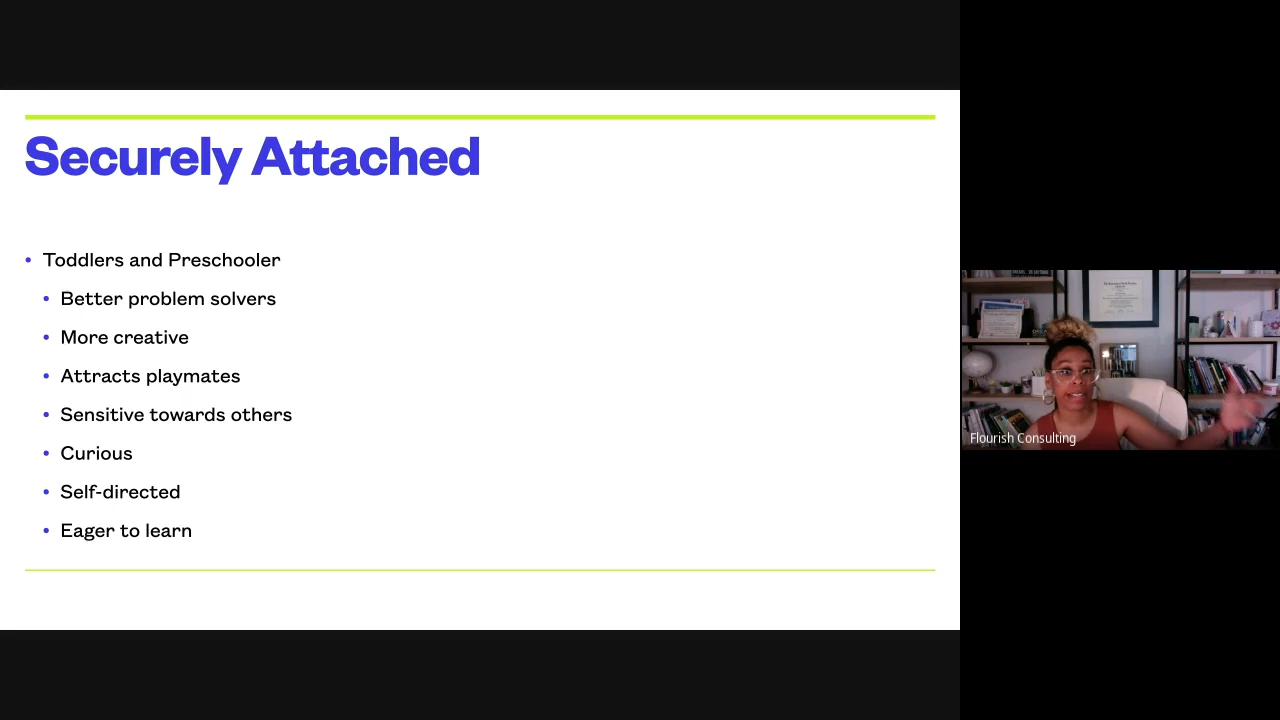 Securely Attached
• Toddlers and Preschooler
• Better problem solvers
• More creative
• Attracts playmates
• Sensitive towards others
• Curious
• Self-directed
• Eager to learn
Flourish Consulting